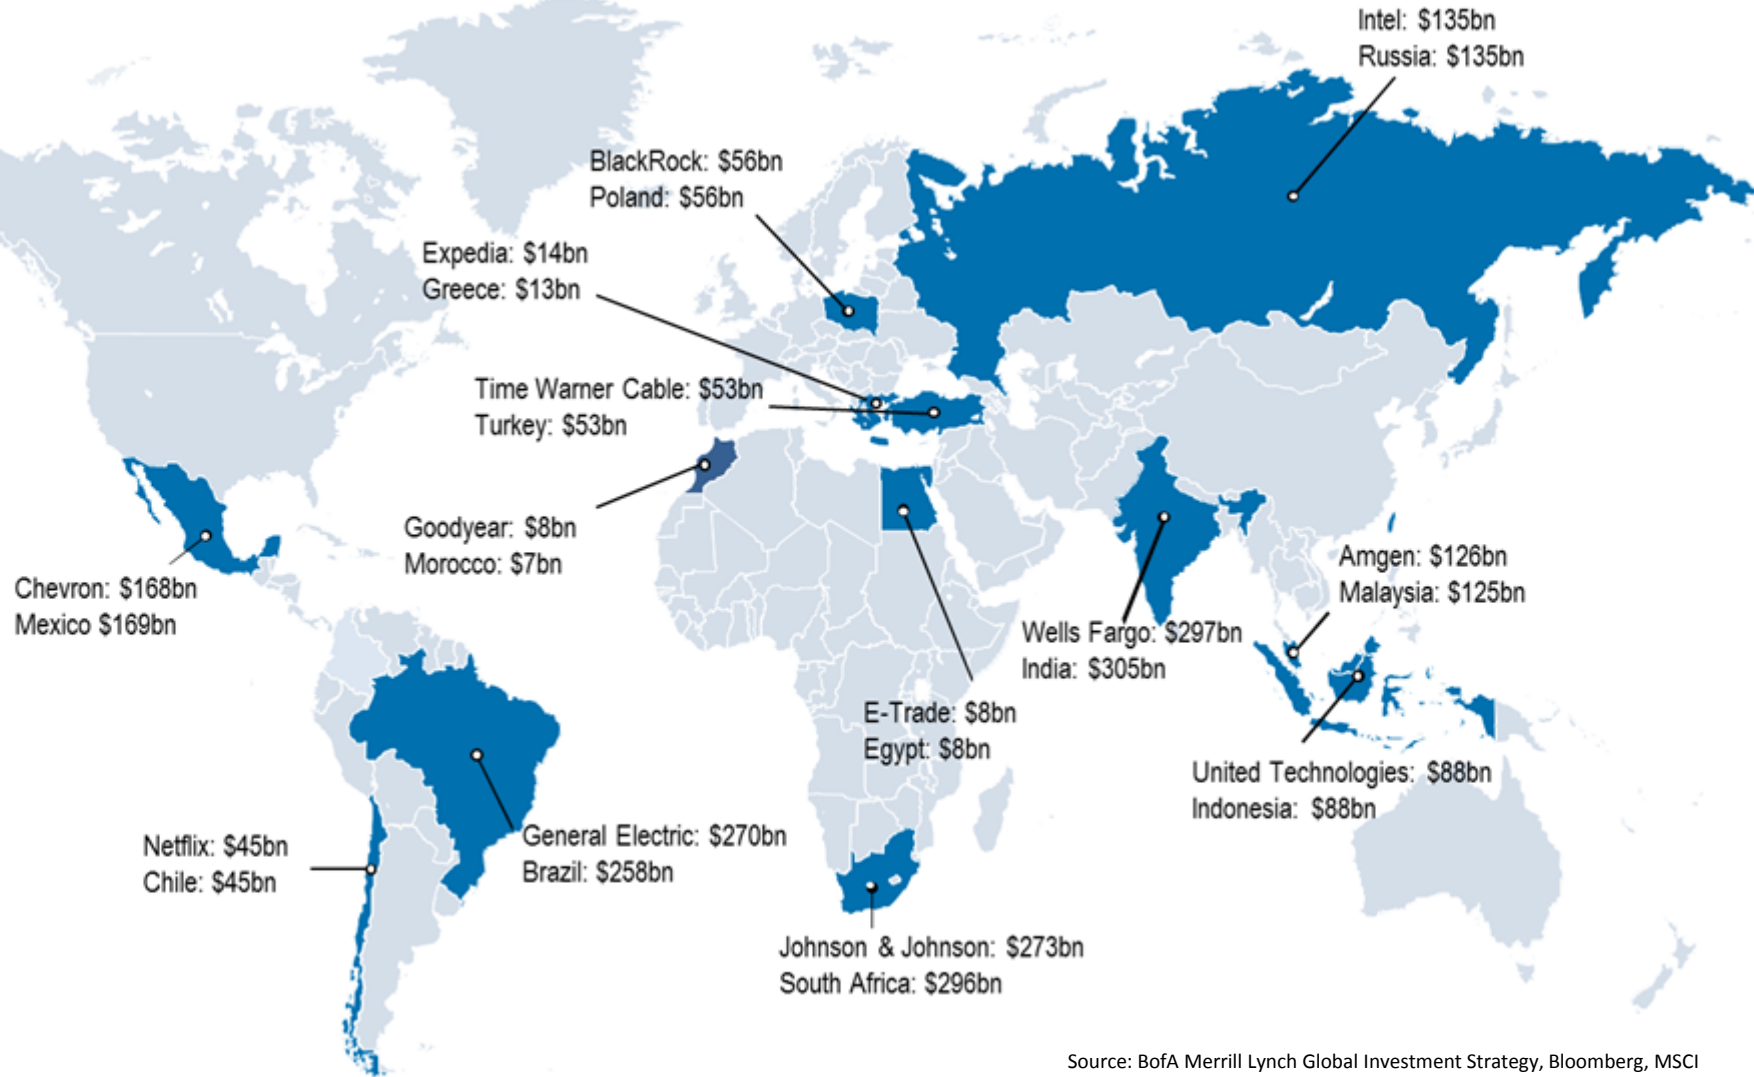 Intel: $135bn
Russia: $135bn
BlackRock: $56bn
Poland: $56bn
Expedia: $14bn
Greece: $13bn
Time Warner Cable: $53bn
Turkey: $53bn
Goodyear: $8bn
Morocco: $7bn
Chevron: $168bn
Mexico $169bn
Amgen: $126bn
Malaysia: $125bn
Wells Fargo: $297bn
India: $305bn
E-Trade: $8bn
Egypt: $8bn
United Technologies: $88bn
Indonesia: $88bn
General Electric: $270bn
Brazil: $258bn
Netflix: $45bn
Chile: $45bn
Johnson & Johnson: $273bn
South Africa: $296bn
Source: BofA Merrill Lynch Global Investment Strategy, Bloomberg, MSCI